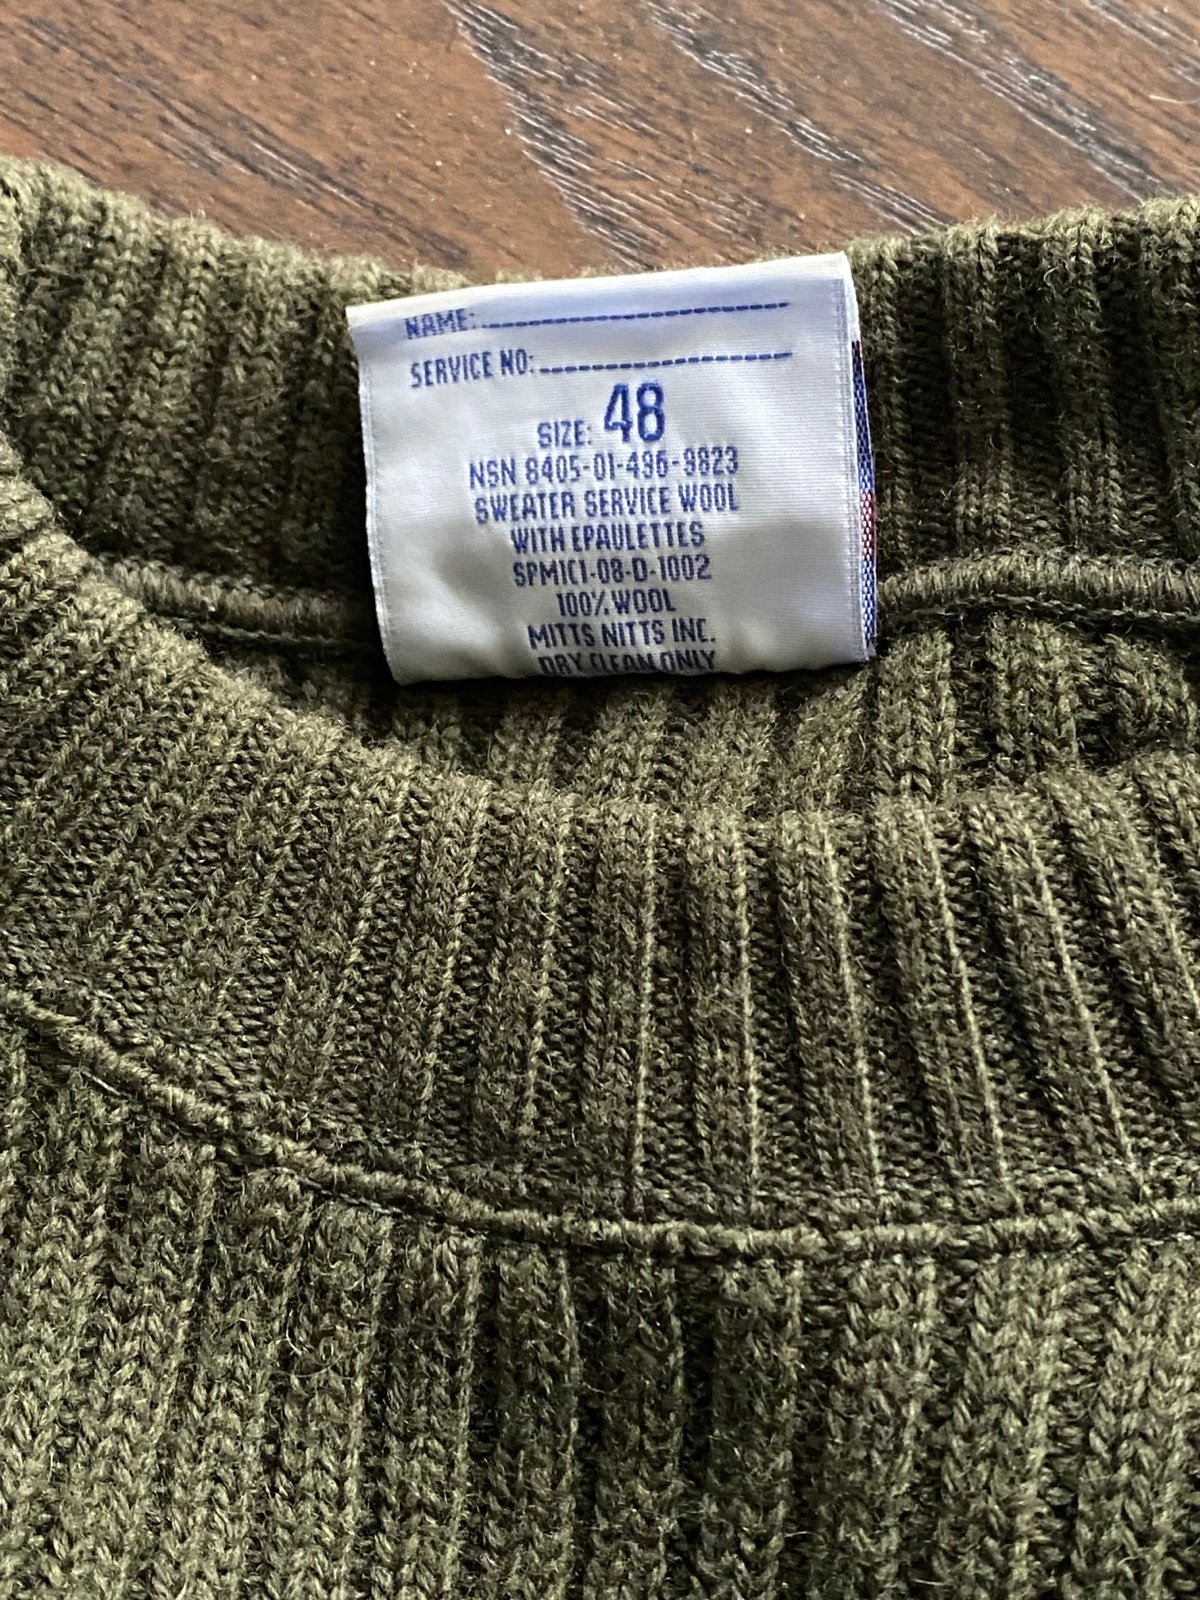 NAME:
SERVICE NO:
SIZE: 48
NSN 8405-01-496-9823
SWEATER SERVICE WOOL
WITH EPAULETTES
SPM1C1-08-D-1002
100% WOOL
MITTS NITTS INC.
DRY CLEAN ONLY